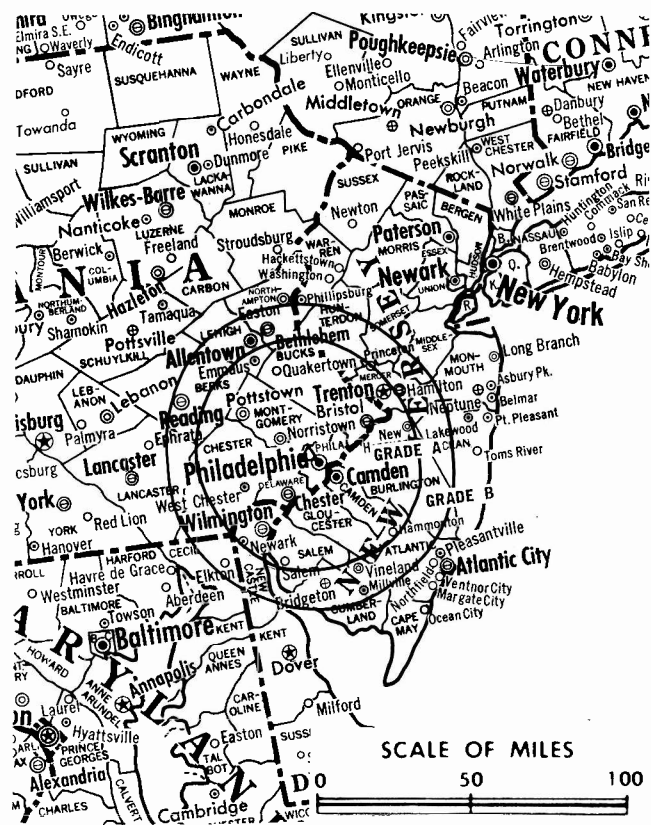 Binghamton
Elmira S.E.
Waverly
Endicott
Sayre
SUSQUEHANNA
WAYNE
SULLIVAN
Liberty
Ellenville
Monticello
Poughkeepsie
Arlington
Torrington
Waterbury
NEW HAVEN
Towanda
Carbondale
Middletown
ORANGE
Beacon
PUTNAM
Danbury
Bethel
FAIRFIELD
WYOMING
Honesdale
Newburgh
Scranton
Dunmore
PIKE
Port Jervis
Peekskill
WEST
CHESTER
Norwalk
SULLIVAN
LACKA-
WANNA
SUSSEX
ROCK-
LAND
Stamford
Williamsport
Wilkes-Barre
MONROE
Newton
PAS-
SAIC
BERGEN
White Plains
Huntington
Commack
Nanticoke
LUZERNE
Freeland
Stroudsburg
WAR-
REN
Paterson
MORRIS
ESSEX
HUDSON
NASSAU
Brentwood
Islip
Berwick
MONTOUR
COL-
UMBIA
Hackettstown
Washington
Newark
UNION
Q.
K.
Hempstead
Babylon
Hazleton
CARBON
NORTH-
AMPTON
Phillipsburg
New York
NORTHUM-
BERLAND
Tamaqua
Easton
HUN-
TERDON
SOMERSET
R.
Shamokin
Pottsville
LEHIGH
Bethlehem
SCHUYLKILL
Allentown
BUCKS
Princeton
MIDDLE-
SEX
Long Branch
DAUPHIN
Emmaus
Quakertown
MERCER
MON-
MOUTH
LEB-
ANON
Lebanon
BERKS
Pottstown
Trenton
Hamilton
Asbury Pk.
Reading
MONT-
GOMERY
Bristol
Neptune
Belmar
Palmyra
Ephrata
Norristown
Lakewood
Pt. Pleasant
CHESTER
GRADE A
Toms River
Lancaster
Philadelphia
Camden
BURLINGTON
York
LANCASTER
West Chester
DELAWARE
CAMDEN
GRADE B
YORK
Red Lion
Chester
Wilmington
GLOU-
CESTER
Hanover
Hammonton
HARFORD
CECIL
Newark
SALEM
ATLANTIC
Pleasantville
Havre de Grace
Elkton
NEW
CASTLE
Salem
Vineland
Atlantic City
Westminster
Aberdeen
Bridgeton
Millville
Northfield
Ventnor City
Margate City
BALTIMORE
Towson
CUMBER-
LAND
CAPE
MAY
Ocean City
Baltimore
KENT
KENT
HOWARD
QUEEN
ANNES
Dover
ANNE
ARUNDEL
Annapolis
Laurel
CAR-
OLINE
Milford
Hyattsville
PRINCE
GEORGES
TAL-
BOT
Easton
Alexandria
CHARLES
CALVERT
Cambridge
SCALE OF MILES
0 50 100